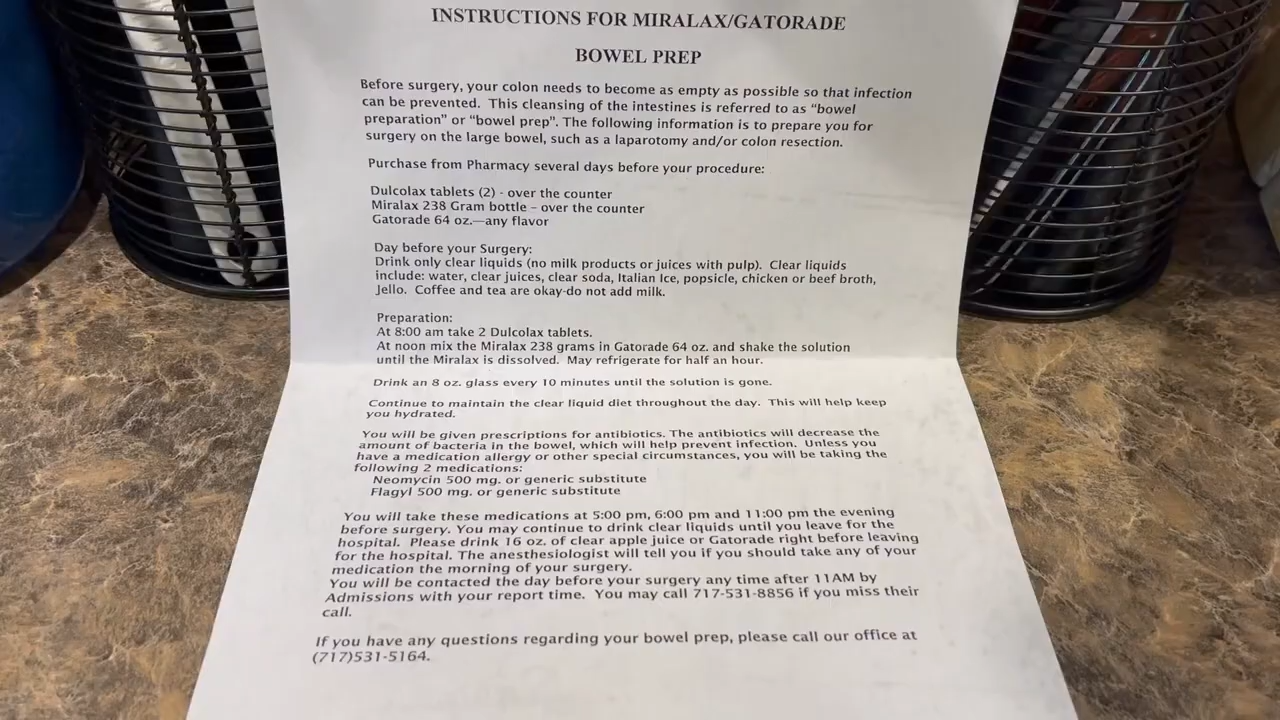 INSTRUCTIONS FOR MIRALAX/GATORADE
BOWEL PREP
Before surgery, your colon needs to become as empty as possible so that infection
can be prevented. This cleansing of the intestines is referred to as “bowel
preparation” or “bowel prep”. The following information is to prepare you for
surgery on the large bowel, such as a laparotomy and/or colon resection.
Purchase from Pharmacy several days before your procedure:
Dulcolax tablets (2) - over the counter
Miralax 238 Gram bottle – over the counter
Gatorade 64 oz.—any flavor
Day before your Surgery:
Drink only clear liquids (no milk products or juices with pulp). Clear liquids
include: water, clear juices, clear soda, Italian Ice, popsicle, chicken or beef broth,
Jello. Coffee and tea are okay-do not add milk.
Preparation:
At 8:00 am take 2 Dulcolax tablets.
At noon mix the Miralax 238 grams in Gatorade 64 oz. and shake the solution
until the Miralax is dissolved. May refrigerate for half an hour.
Drink an 8 oz. glass every 10 minutes until the solution is gone.
Continue to maintain the clear liquid diet throughout the day. This will help keep
you hydrated.
You will be given prescriptions for antibiotics. The antibiotics will decrease the
amount of bacteria in the bowel, which will help prevent infection. Unless you
have a medication allergy or other special circumstances, you will be taking the
following 2 medications:
Neomycin 500 mg. or generic substitute
Flagyl 500 mg. or generic substitute
You will take these medications at 5:00 pm, 6:00 pm and 11:00 pm the evening
before surgery. You may continue to drink clear liquids until you leave for the
hospital. Please drink 16 oz. of clear apple juice or Gatorade right before leaving
for the hospital. The anesthesiologist will tell you if you should take any of your
medication the morning of your surgery.
You will be contacted the day before your surgery any time after 11AM by
Admissions with your report time. You may call 717-531-8856 if you miss their
call.
If you have any questions regarding your bowel prep, please call our office at
(717)531-5164.